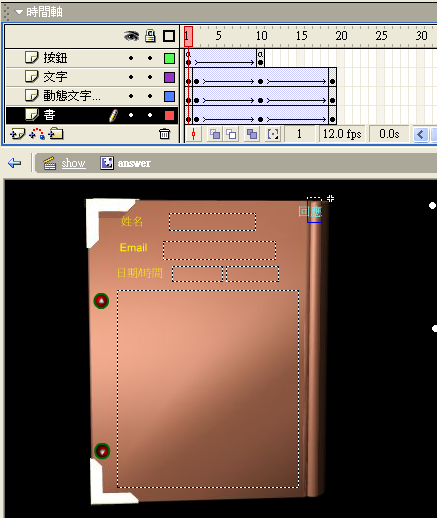 時間軸
1 5 10 15 20 25 30
按鈕
文字
動態文字...
書
1 12.0 fps 0.0s
show answer
回應
姓名
Email
日期/時間